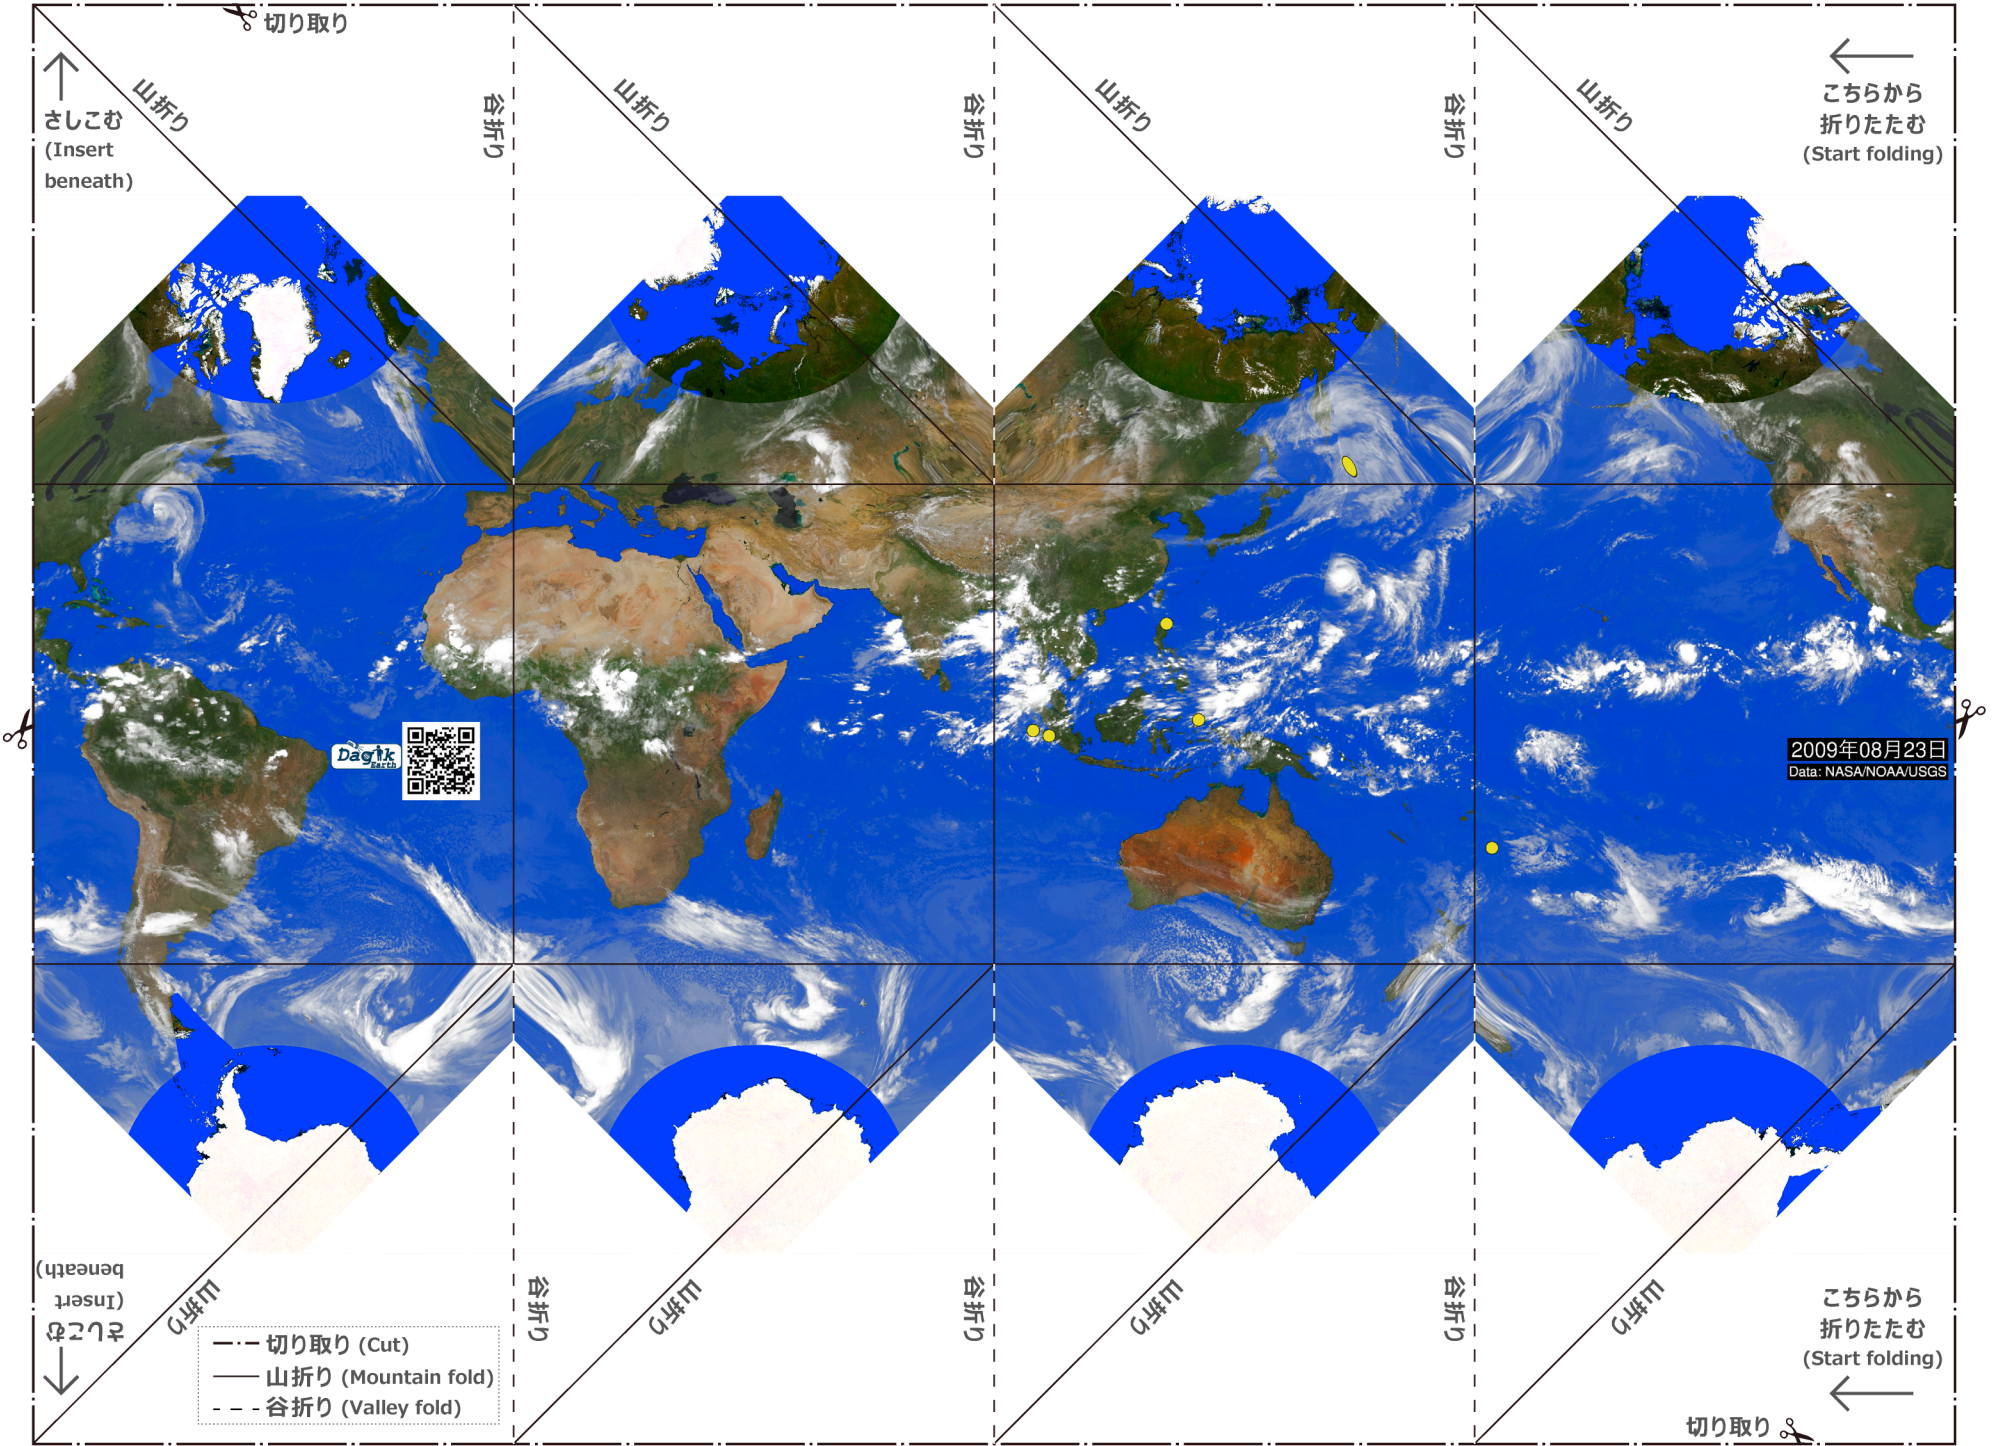 切り取り
さしこむ
(Insert
beneath)
山折り
谷折り
山折り
谷折り
山折り
谷折り
山折り
こちらから
折りたたむ
(Start folding)
Dagik
Earth
2009年08月23日
Data: NASA/NOAA/USGS
さしこむ
(Insert
beneath)
山折り
谷折り
山折り
谷折り
山折り
谷折り
山折り
こちらから
折りたたむ
(Start folding)
切り取り (Cut)
山折り (Mountain fold)
谷折り (Valley fold)
切り取り